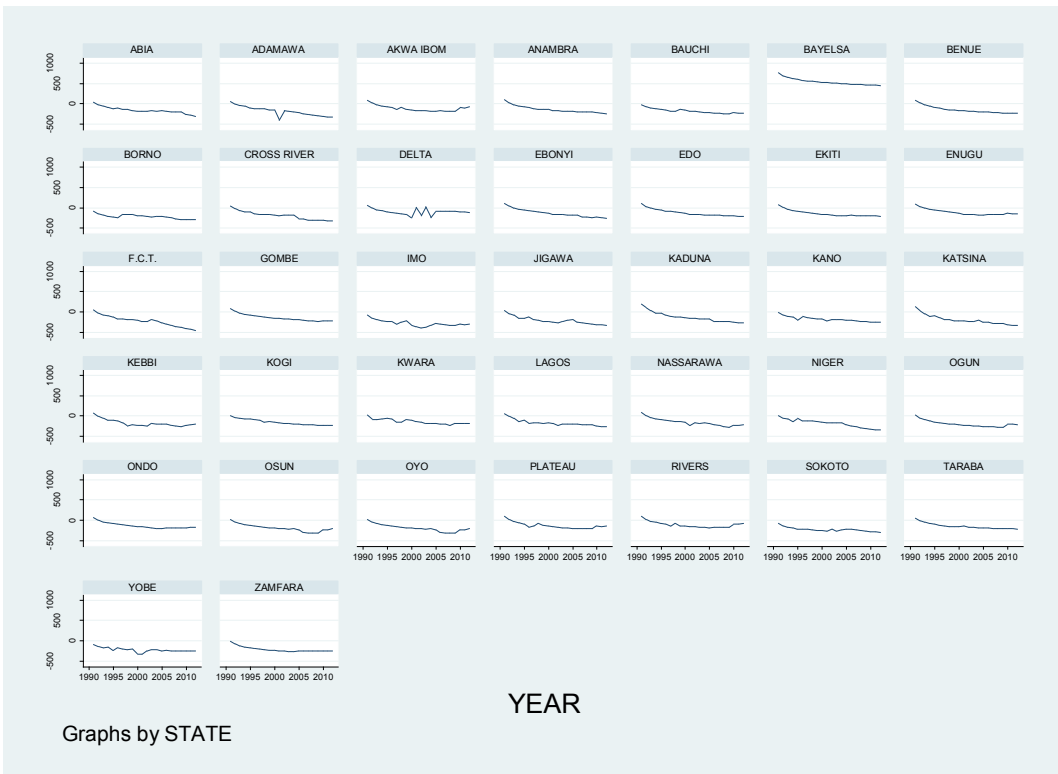 ABIA ADAMAWA AKWA IBOM ANAMBRA BAUCHI BAYELSA BENUE
1000
500
0
-500
BORNO CROSS RIVER DELTA EBONYI EDO EKITI ENUGU
1000
500
0
-500
F.C.T. GOMBE IMO JIGAWA KADUNA KANO KATSINA
1000
500
0
-500
KEBBI KOGI KWARA LAGOS NASSARAWA NIGER OGUN
1000
500
0
-500
ONDO OSUN OYO PLATEAU RIVERS SOKOTO TARABA
1000
500
0
-500
1990 1995 2000 2005 2010 1990 1995 2000 2005 2010 1990 1995 2000 2005 2010 1990 1995 2000 2005 2010 1990 1995 2000 2005 2010
YOBE ZAMFARA
1000
500
0
-500
1990 1995 2000 2005 2010 1990 1995 2000 2005 2010
YEAR
Graphs by STATE